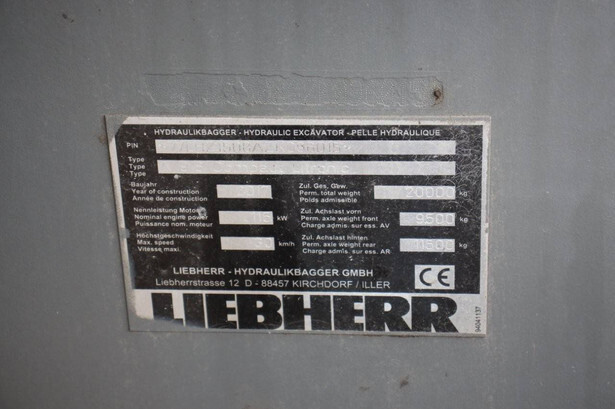 HYDRAULIKBAGGER - HYDRAULIC EXCAVATOR - PELLE HYDRAULIQUE
PIN
Type
Type
Type
Baujahr
Year of construction
Année de construction
Zul. Ges. Gew.
Perm. total weight 20000 kg
Poids admissible
Nennleistung Motor
Nominal engine power kW
Puissance nom. moteur
Zul. Achslast vorn
Perm. axle weight front 9500 kg
Charge admis. sur ess. AV
Höchstgeschwindigkeit
Max. speed km/h
Vitesse maxi.
Zul. Achslast hinten
Perm. axle weight rear 11500 kg
Charge admis. sur ess. AR
LIEBHERR - HYDRAULIKBAGGER GMBH
Liebherrstrasse 12 D - 88457 KIRCHDORF / ILLER
CE
LIEBHERR
94041137